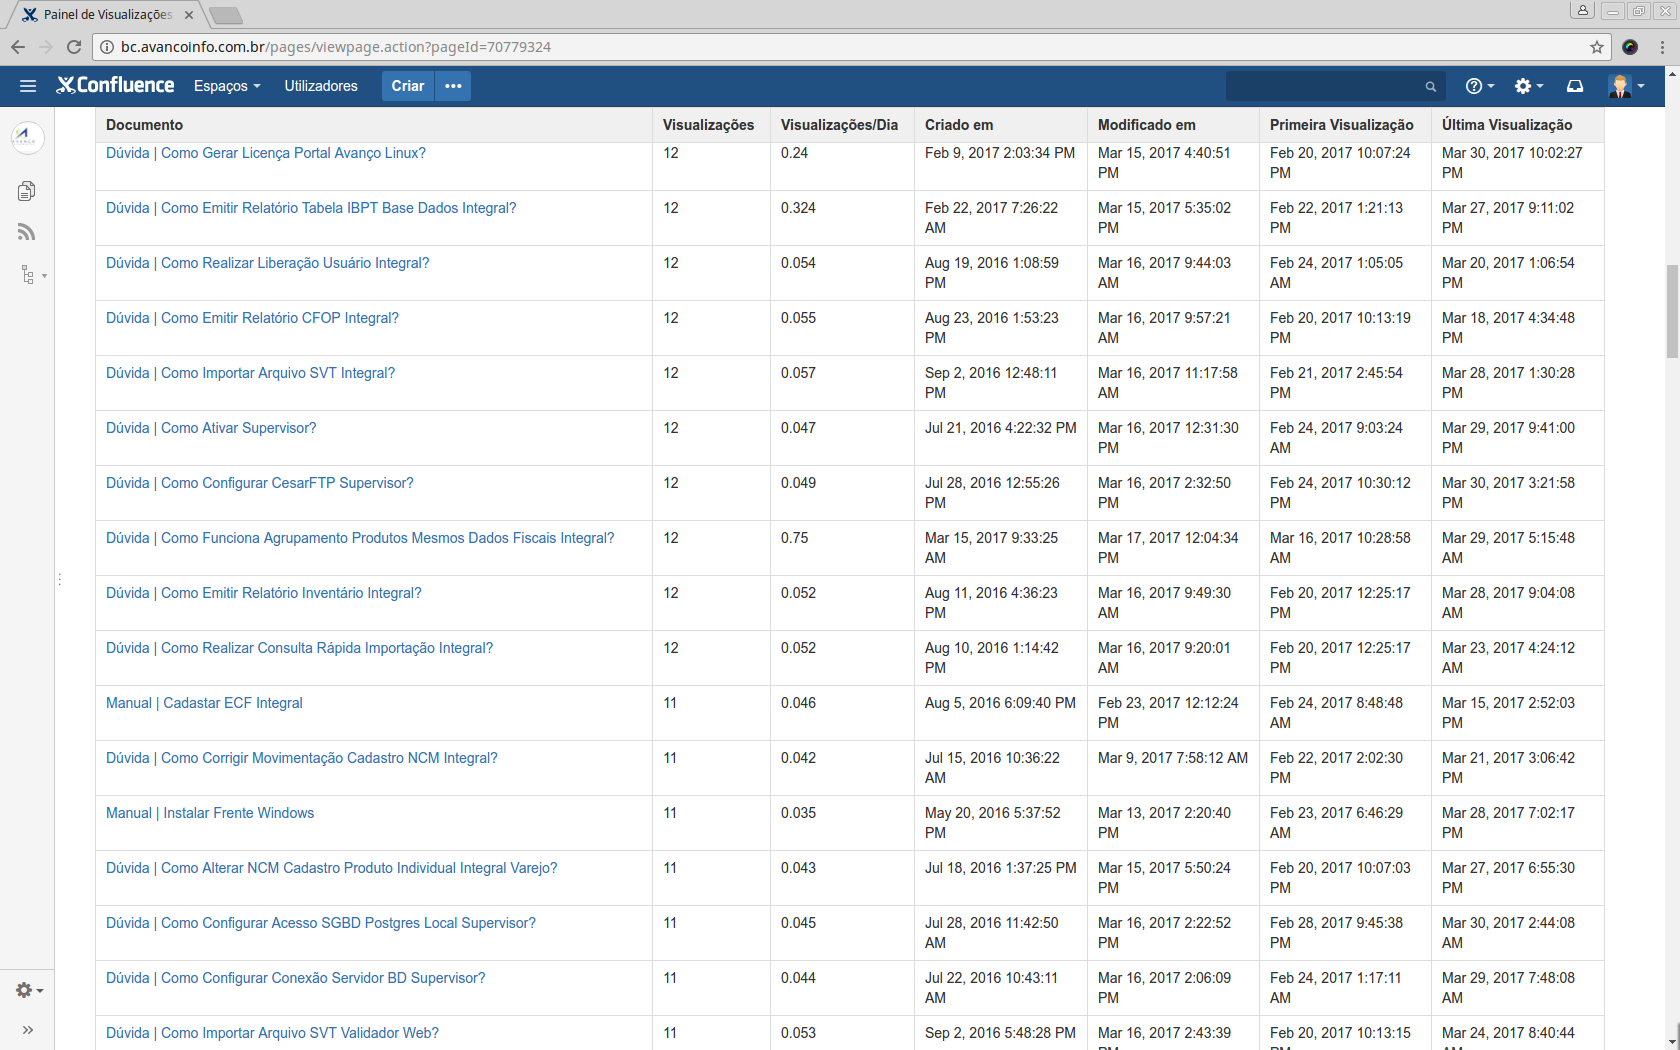 Painel de Visualizações
bc.avancoinfo.com.br/pages/viewpage.action?pageId=70779324
Confluence Espaços Utilizadores Criar
Documento Visualizações Visualizações/Dia Criado em Modificado em Primeira Visualização Última Visualização
Dúvida | Como Gerar Licença Portal Avanço Linux? 12 0.24 Feb 9, 2017 2:03:34 PM Mar 15, 2017 4:40:51 PM Feb 20, 2017 10:07:24 PM Mar 30, 2017 10:02:27 PM
Dúvida | Como Emitir Relatório Tabela IBPT Base Dados Integral? 12 0.324 Feb 22, 2017 7:26:22 AM Mar 15, 2017 5:35:02 PM Feb 22, 2017 1:21:13 PM Mar 27, 2017 9:11:02 PM
Dúvida | Como Realizar Liberação Usuário Integral? 12 0.054 Aug 19, 2016 1:08:59 PM Mar 16, 2017 9:44:03 AM Feb 24, 2017 1:05:05 AM Mar 20, 2017 1:06:54 PM
Dúvida | Como Emitir Relatório CFOP Integral? 12 0.055 Aug 23, 2016 1:53:23 PM Mar 16, 2017 9:57:21 AM Feb 20, 2017 10:13:19 PM Mar 18, 2017 4:34:48 PM
Dúvida | Como Importar Arquivo SVT Integral? 12 0.057 Sep 2, 2016 12:48:11 PM Mar 16, 2017 11:17:58 AM Feb 21, 2017 2:45:54 PM Mar 28, 2017 1:30:28 PM
Dúvida | Como Ativar Supervisor? 12 0.047 Jul 21, 2016 4:22:32 PM Mar 16, 2017 12:31:30 PM Feb 24, 2017 9:03:24 AM Mar 29, 2017 9:41:00 PM
Dúvida | Como Configurar CesarFTP Supervisor? 12 0.049 Jul 28, 2016 12:55:26 PM Mar 16, 2017 2:32:50 PM Feb 24, 2017 10:30:12 PM Mar 30, 2017 3:21:58 PM
Dúvida | Como Funciona Agrupamento Produtos Mesmos Dados Fiscais Integral? 12 0.75 Mar 15, 2017 9:33:25 AM Mar 17, 2017 12:04:34 PM Mar 16, 2017 10:28:58 AM Mar 29, 2017 5:15:48 AM
Dúvida | Como Emitir Relatório Inventário Integral? 12 0.052 Aug 11, 2016 4:36:23 PM Mar 16, 2017 9:49:30 AM Feb 20, 2017 12:25:17 PM Mar 28, 2017 9:04:08 AM
Dúvida | Como Realizar Consulta Rápida Importação Integral? 12 0.052 Aug 10, 2016 1:14:42 PM Mar 16, 2017 9:20:01 AM Feb 20, 2017 12:25:17 PM Mar 23, 2017 4:24:12 AM
Manual | Cadastar ECF Integral 11 0.046 Aug 5, 2016 6:09:40 PM Feb 23, 2017 12:12:24 PM Feb 24, 2017 8:48:48 AM Mar 15, 2017 2:52:03 PM
Dúvida | Como Corrigir Movimentação Cadastro NCM Integral? 11 0.042 Jul 15, 2016 10:36:22 AM Mar 9, 2017 7:58:12 AM Feb 22, 2017 2:02:30 PM Mar 21, 2017 3:06:42 PM
Manual | Instalar Frente Windows 11 0.035 May 20, 2016 5:37:52 PM Mar 13, 2017 2:20:40 PM Feb 23, 2017 6:46:29 AM Mar 28, 2017 7:02:17 PM
Dúvida | Como Alterar NCM Cadastro Produto Individual Integral Varejo? 11 0.043 Jul 18, 2016 1:37:25 PM Mar 15, 2017 5:50:24 PM Feb 20, 2017 10:07:03 PM Mar 27, 2017 6:55:30 PM
Dúvida | Como Configurar Acesso SGBD Postgres Local Supervisor? 11 0.045 Jul 28, 2016 11:42:50 AM Mar 16, 2017 2:22:52 PM Feb 28, 2017 9:45:38 PM Mar 30, 2017 2:44:08 AM
Dúvida | Como Configurar Conexão Servidor BD Supervisor? 11 0.044 Jul 22, 2016 10:43:11 AM Mar 16, 2017 2:06:09 PM Feb 24, 2017 1:17:11 AM Mar 29, 2017 7:48:08 AM
Dúvida | Como Importar Arquivo SVT Validador Web? 11 0.053 Sep 2, 2016 5:48:28 PM Mar 16, 2017 2:43:39 PM Feb 20, 2017 10:13:15 PM Mar 24, 2017 8:40:44 AM